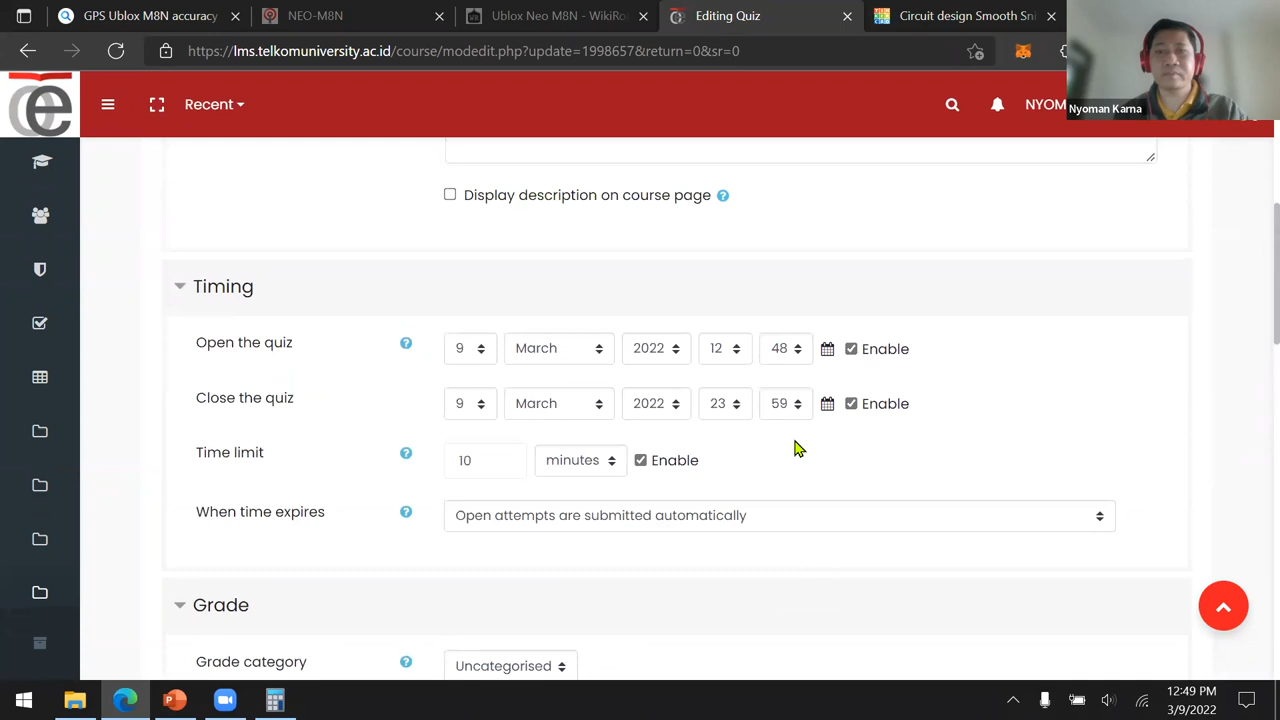 GPS Ublox M8N accuracy
NEO-M8N
Ublox Neo M8N - WikiRo
Editing Quiz
Circuit design Smooth Sni
https://lms.telkomuniversity.ac.id/course/modedit.php?update=1998657&return=0&sr=0
Recent
NYOM
Nyoman Karna
Display description on course page
Timing
Open the quiz
9 March 2022 12 48 Enable
Close the quiz
9 March 2022 23 59 Enable
Time limit
10 minutes Enable
When time expires
Open attempts are submitted automatically
Grade
Grade category
Uncategorised
12:49 PM
3/9/2022